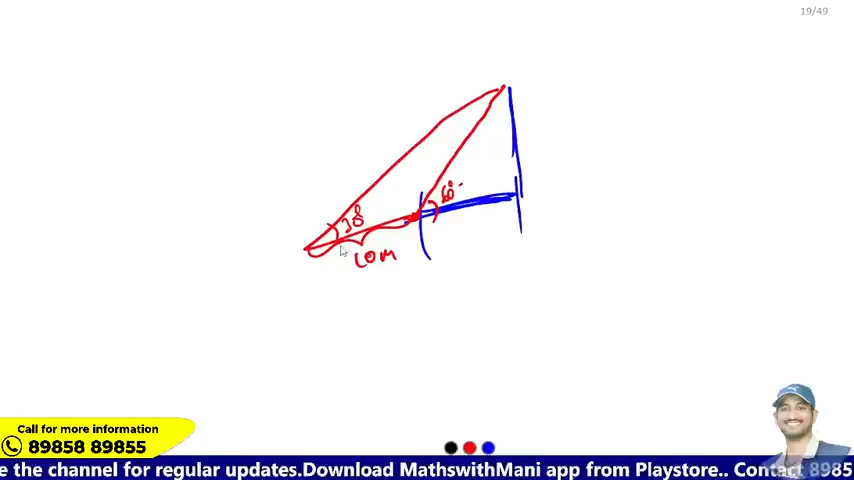 19/49
60°
30°
10m
Call for more information
89858 89855
e the channel for regular updates.Download MathswithMani app from Playstore.. Contact 8985